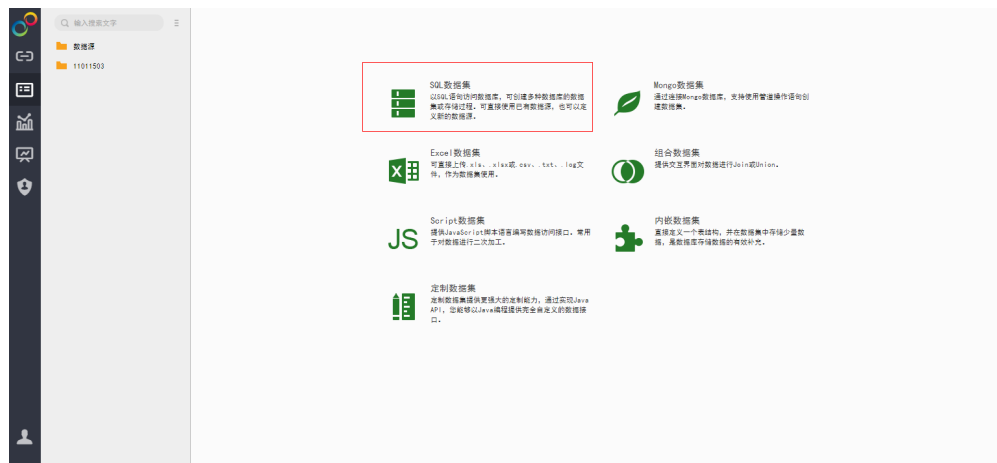 输入搜索文字
数据源
11011503
SQL数据集
以SQL语句访问数据库，可创建多种数据库的数据
集或存储过程。可直接使用已有数据源，也可以定
义新的数据源。
Mongo数据集
通过连接Mongo数据库，支持使用管道操作语句创
建数据集。
Excel数据集
可直接上传.xls、.xlsx或.csv、.txt、.log文
件，作为数据集使用。
组合数据集
提供交互界面对数据进行Join或Union。
JS
Script数据集
提供JavaScript脚本语言编写数据访问接口，常用
于对数据进行二次加工。
内嵌数据集
直接定义一个表结构，并在数据集中存储少量数
据，是数据库存储数据的有效补充。
定制数据集
定制数据集提供更强大的定制能力，通过实现Java
API，您能够以Java编程提供完全自定义的数据接
口。